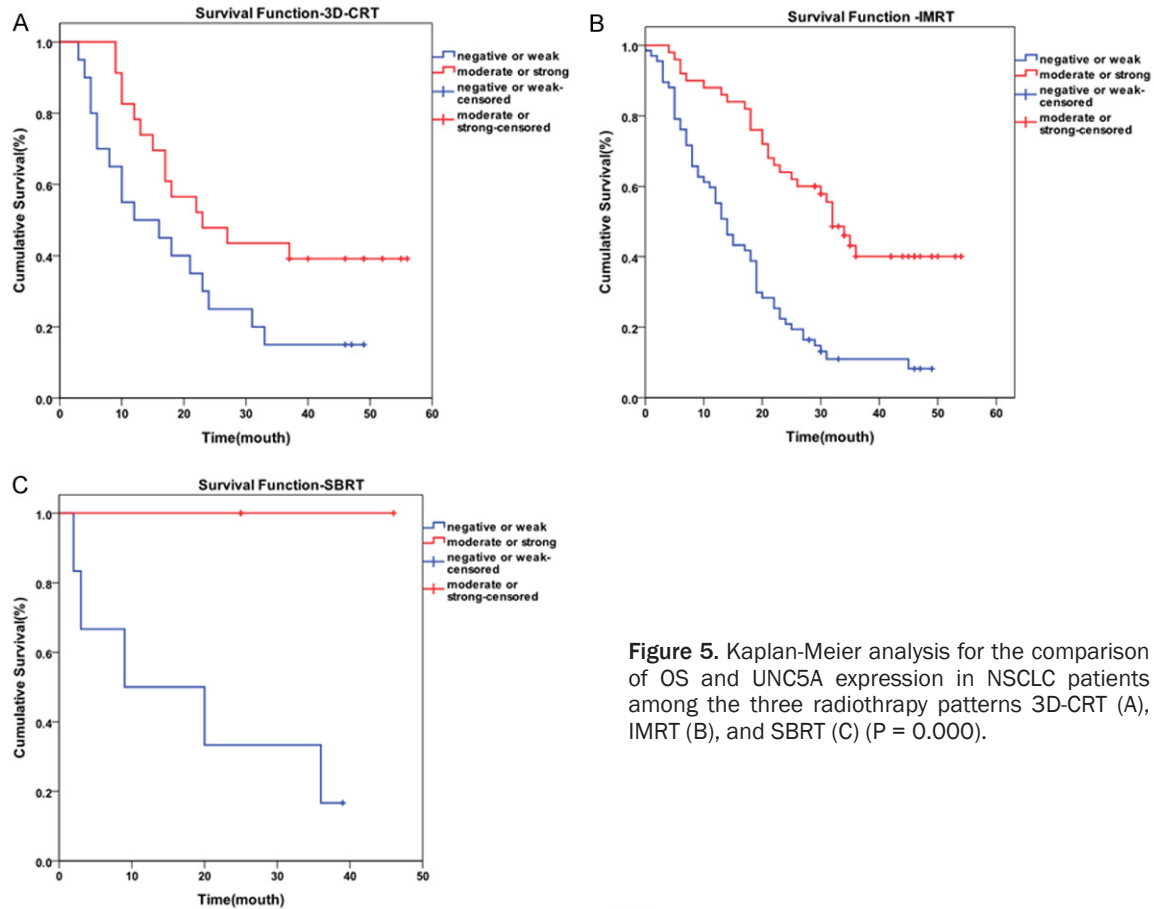 A
Survival Function-3D-CRT
Cumulative Survival(%)
1.0
0.8
0.6
0.4
0.2
0.0
0 10 20 30 40 50 60
Time(mouth)
negative or weak
moderate or strong
negative or weak-
censored
moderate or
strong-censored
B
Survival Function -IMRT
Cumulative Survival(%)
1.0
0.8
0.6
0.4
0.2
0.0
0 10 20 30 40 50 60
Time(mouth)
negative or weak
moderate or strong
negative or weak-
censored
moderate or
strong-censored
C
Survival Function-SBRT
Cumulative Survival(%)
1.0
0.8
0.6
0.4
0.2
0.0
0 10 20 30 40 50
Time(mouth)
negative or weak
moderate or strong
negative or weak-
censored
moderate or
strong-censored
Figure 5. Kaplan-Meier analysis for the comparison
of OS and UNC5A expression in NSCLC patients
among the three radiothrapy patterns 3D-CRT (A),
IMRT (B), and SBRT (C) (P = 0.000).